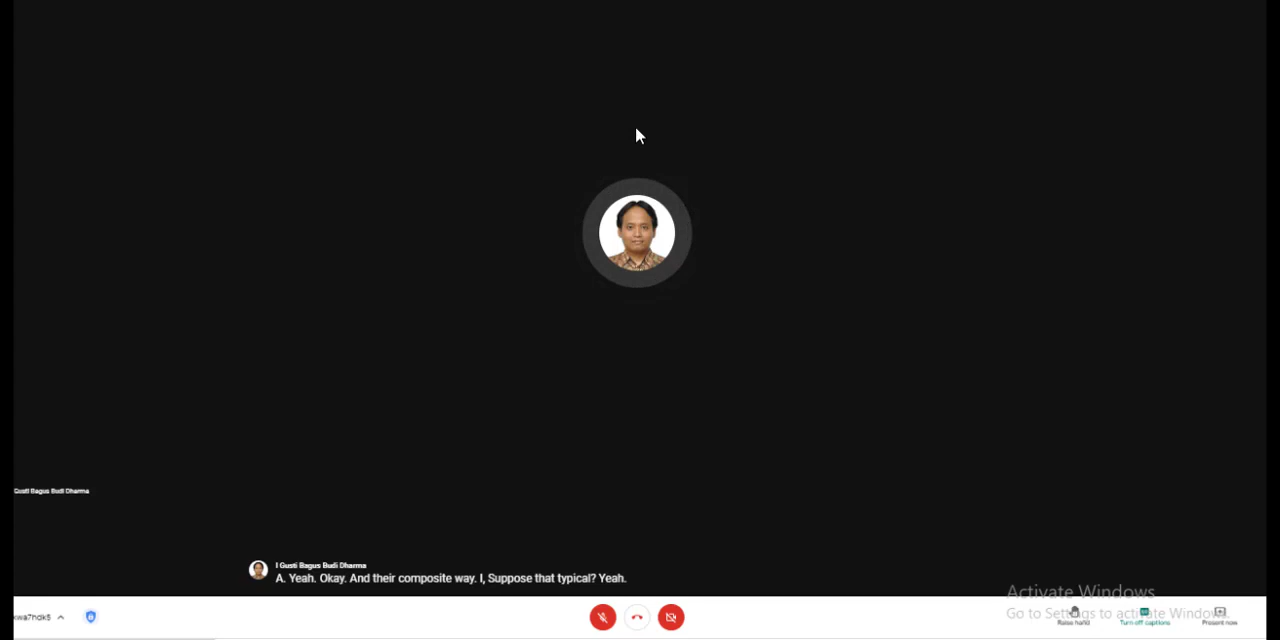 Gusti Bagus Budi Dharma
I Gusti Bagus Budi Dharma
A. Yeah. Okay. And their composite way. I, Suppose that typical? Yeah.
Activate Windows
Go to Settings to activate Windows.
xwa7hdk5
Raise hand
Turn off captions
Present now